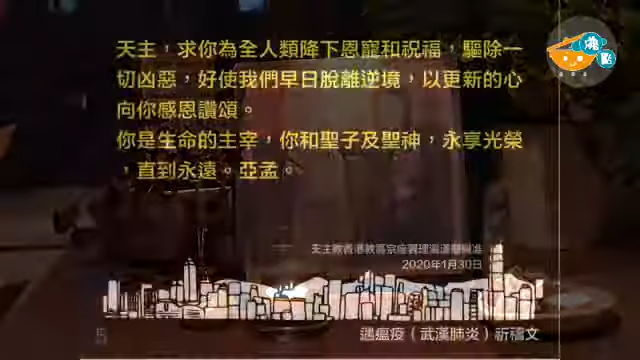 天主，求你為全人類降下恩寵和祝福，驅除一
切凶惡，好使我們早日脫離逆境，以更新的心
向你感恩讚頌。
你是生命的主宰，你和聖子及聖神，永享光榮
，直到永遠。亞孟。
2020年1月30日
遇瘟疫（武漢肺炎）祈禱文